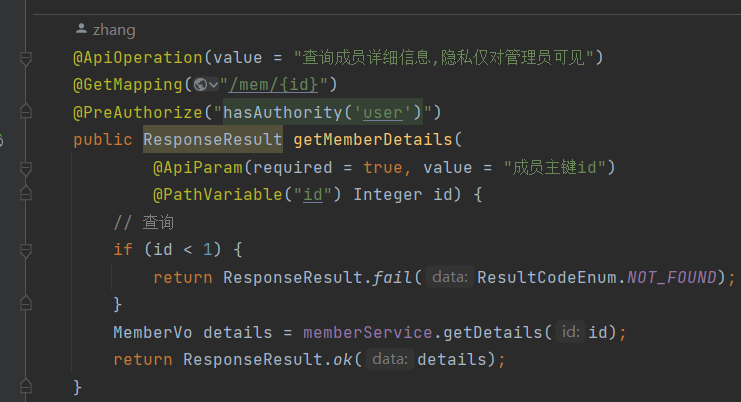 zhang
@ApiOperation(value = "查询成员详细信息,隐私仅对管理员可见")
@GetMapping("/mem/{id}")
@PreAuthorize("hasAuthority('user')")
public ResponseResult getMemberDetails(
@ApiParam(required = true, value = "成员主键id")
@PathVariable("id") Integer id) {
// 查询
if (id < 1) {
return ResponseResult.fail( data: ResultCodeEnum.NOT_FOUND);
}
MemberVo details = memberService.getDetails( id: id);
return ResponseResult.ok( data: details);
}